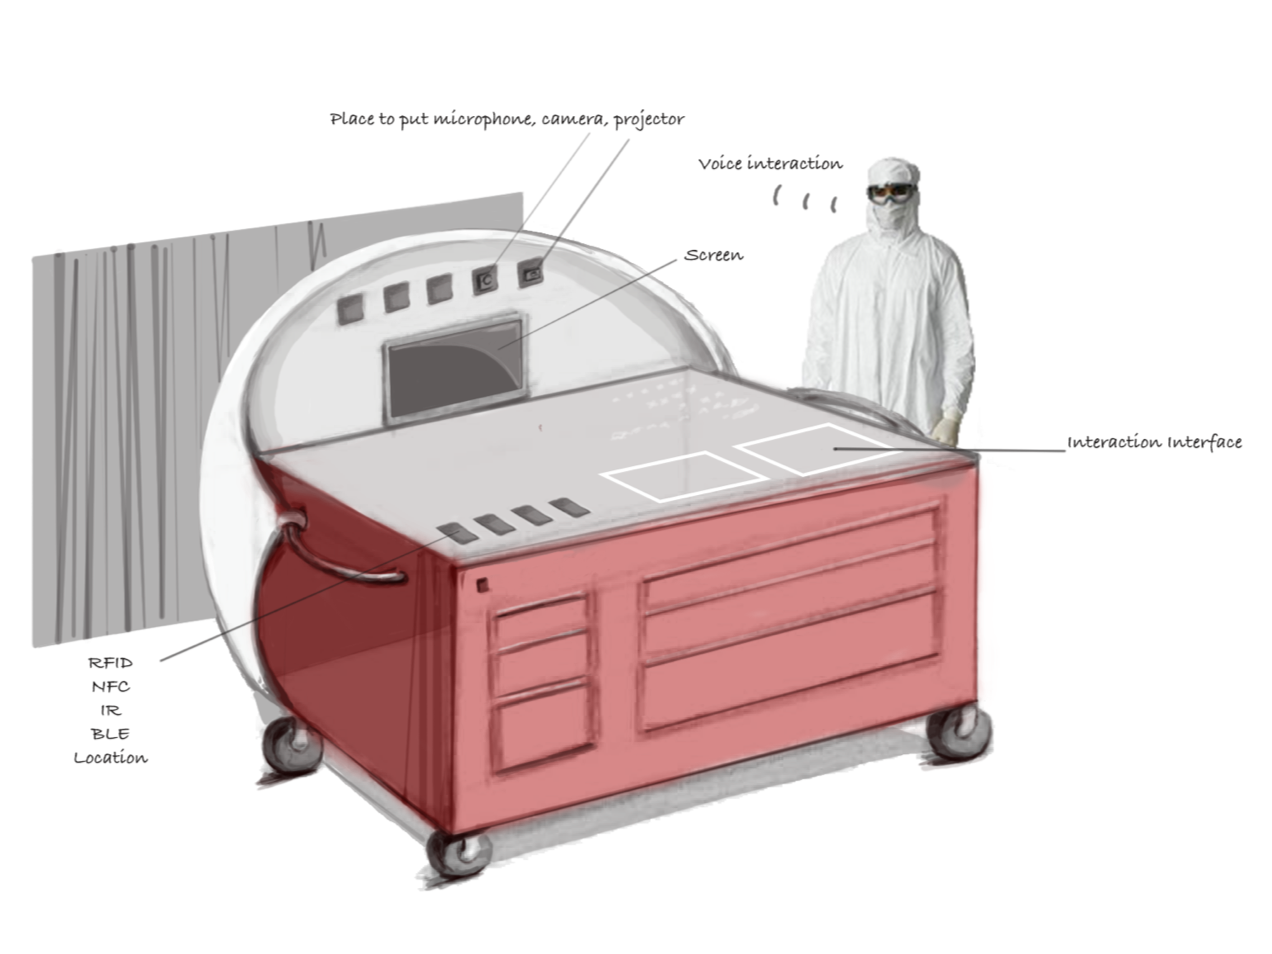 Place to put microphone, camera, projector
Voice interaction
Screen
Interaction Interface
RFID
NFC
IR
BLE
Location